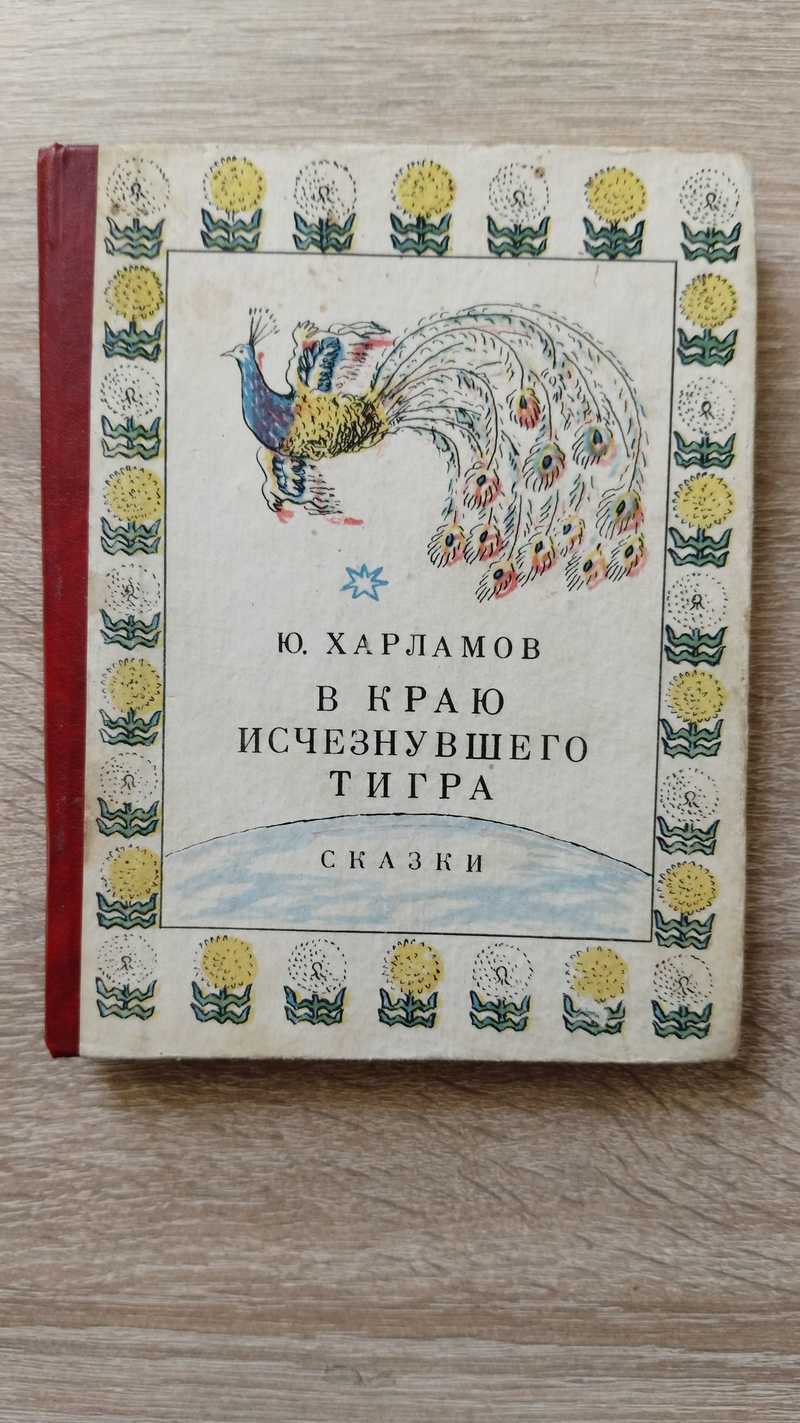 Ю. ХАРЛАМОВ
В КРАЮ
ИСЧЕЗНУВШЕГО
ТИГРА
СКАЗКИ